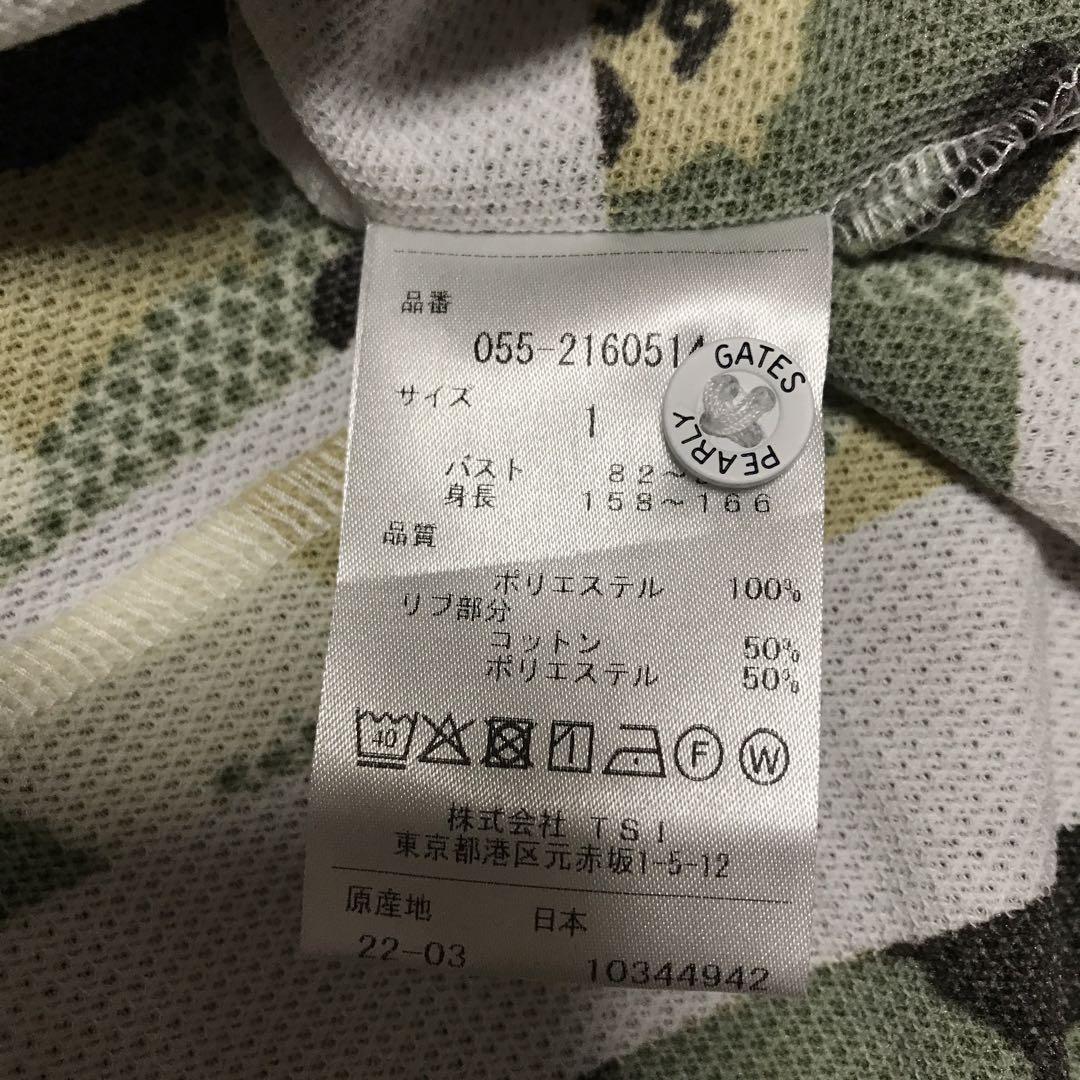 品番
055-2160514
サイズ
1
バスト 82～
身長 158～166
品質
ポリエステル 100%
リブ部分
コットン 50%
ポリエステル 50%
40 F W
株式会社 TSI
東京都港区元赤坂1-5-12
原産地 日本
22-03 10344942
GATES
PEARLY